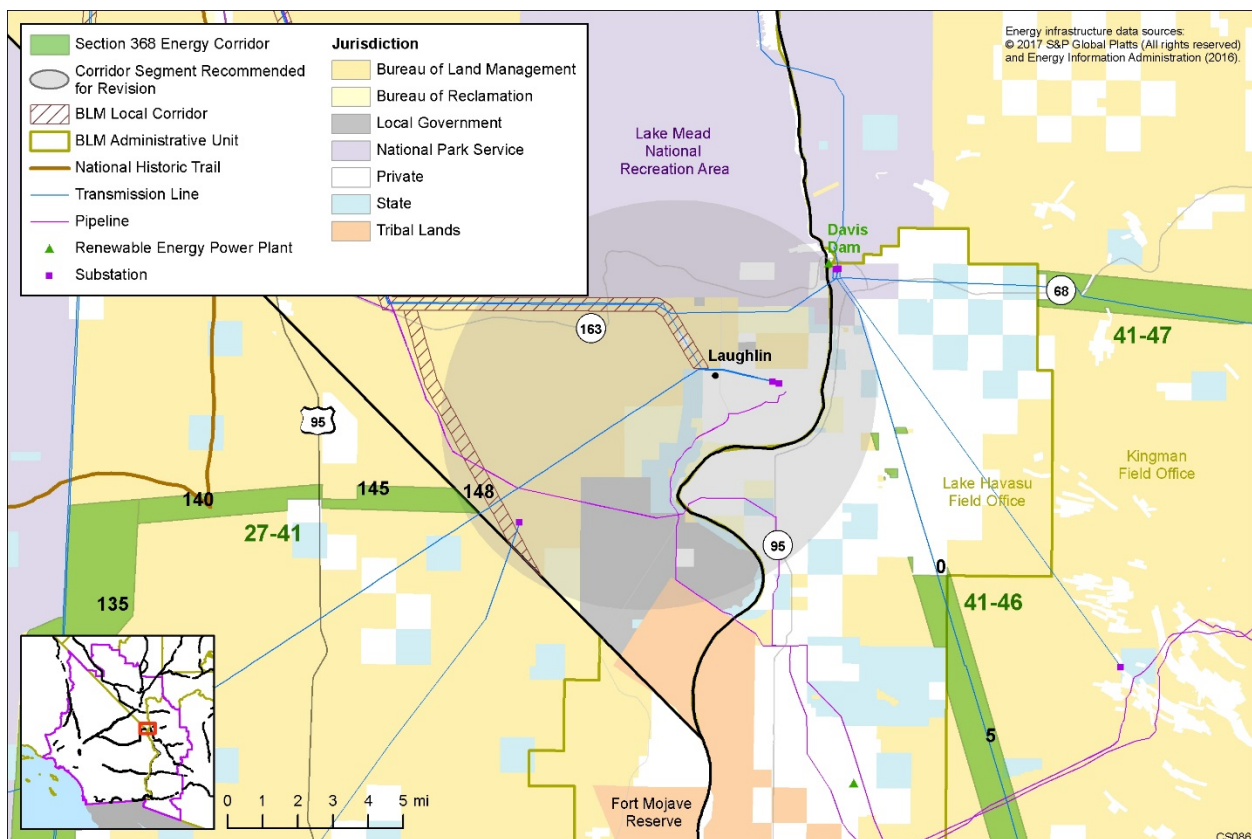 Section 368 Energy Corridor
Corridor Segment Recommended
for Revision
BLM Local Corridor
BLM Administrative Unit
National Historic Trail
Transmission Line
Pipeline
Renewable Energy Power Plant
Substation
Jurisdiction
Bureau of Land Management
Bureau of Reclamation
Local Government
National Park Service
Private
State
Tribal Lands
Energy infrastructure data sources:
© 2017 S&P Global Platts (All rights reserved)
and Energy Information Administration (2016).
Lake Mead
National
Recreation Area
Davis
Dam
68
41-47
163
Laughlin
95
Kingman
Field Office
Lake Havasu
Field Office
140
145
148
27-41
95
0
41-46
135
5
0 1 2 3 4 5 mi
Fort Mojave
Reserve
CS086